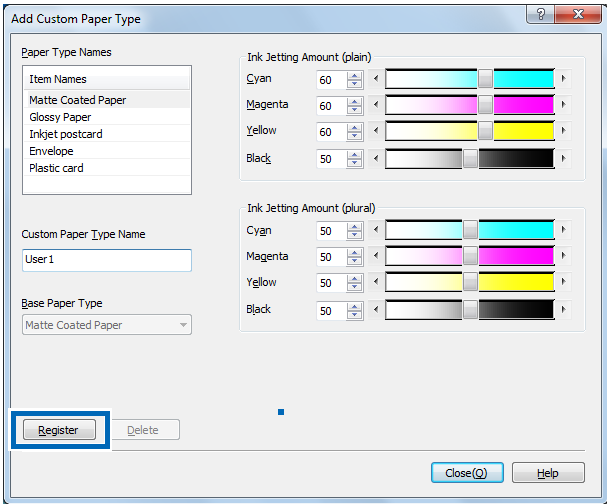 Add Custom Paper Type
?
Paper Type Names
Item Names
Matte Coated Paper
Glossy Paper
Inkjet postcard
Envelope
Plastic card
Custom Paper Type Name
User1
Base Paper Type
Matte Coated Paper
Ink Jetting Amount (plain)
Cyan 60
Magenta 60
Yellow 60
Black 50
Ink Jetting Amount (plural)
Cyan 50
Magenta 50
Yellow 50
Black 50
Register Delete
Close(O) Help